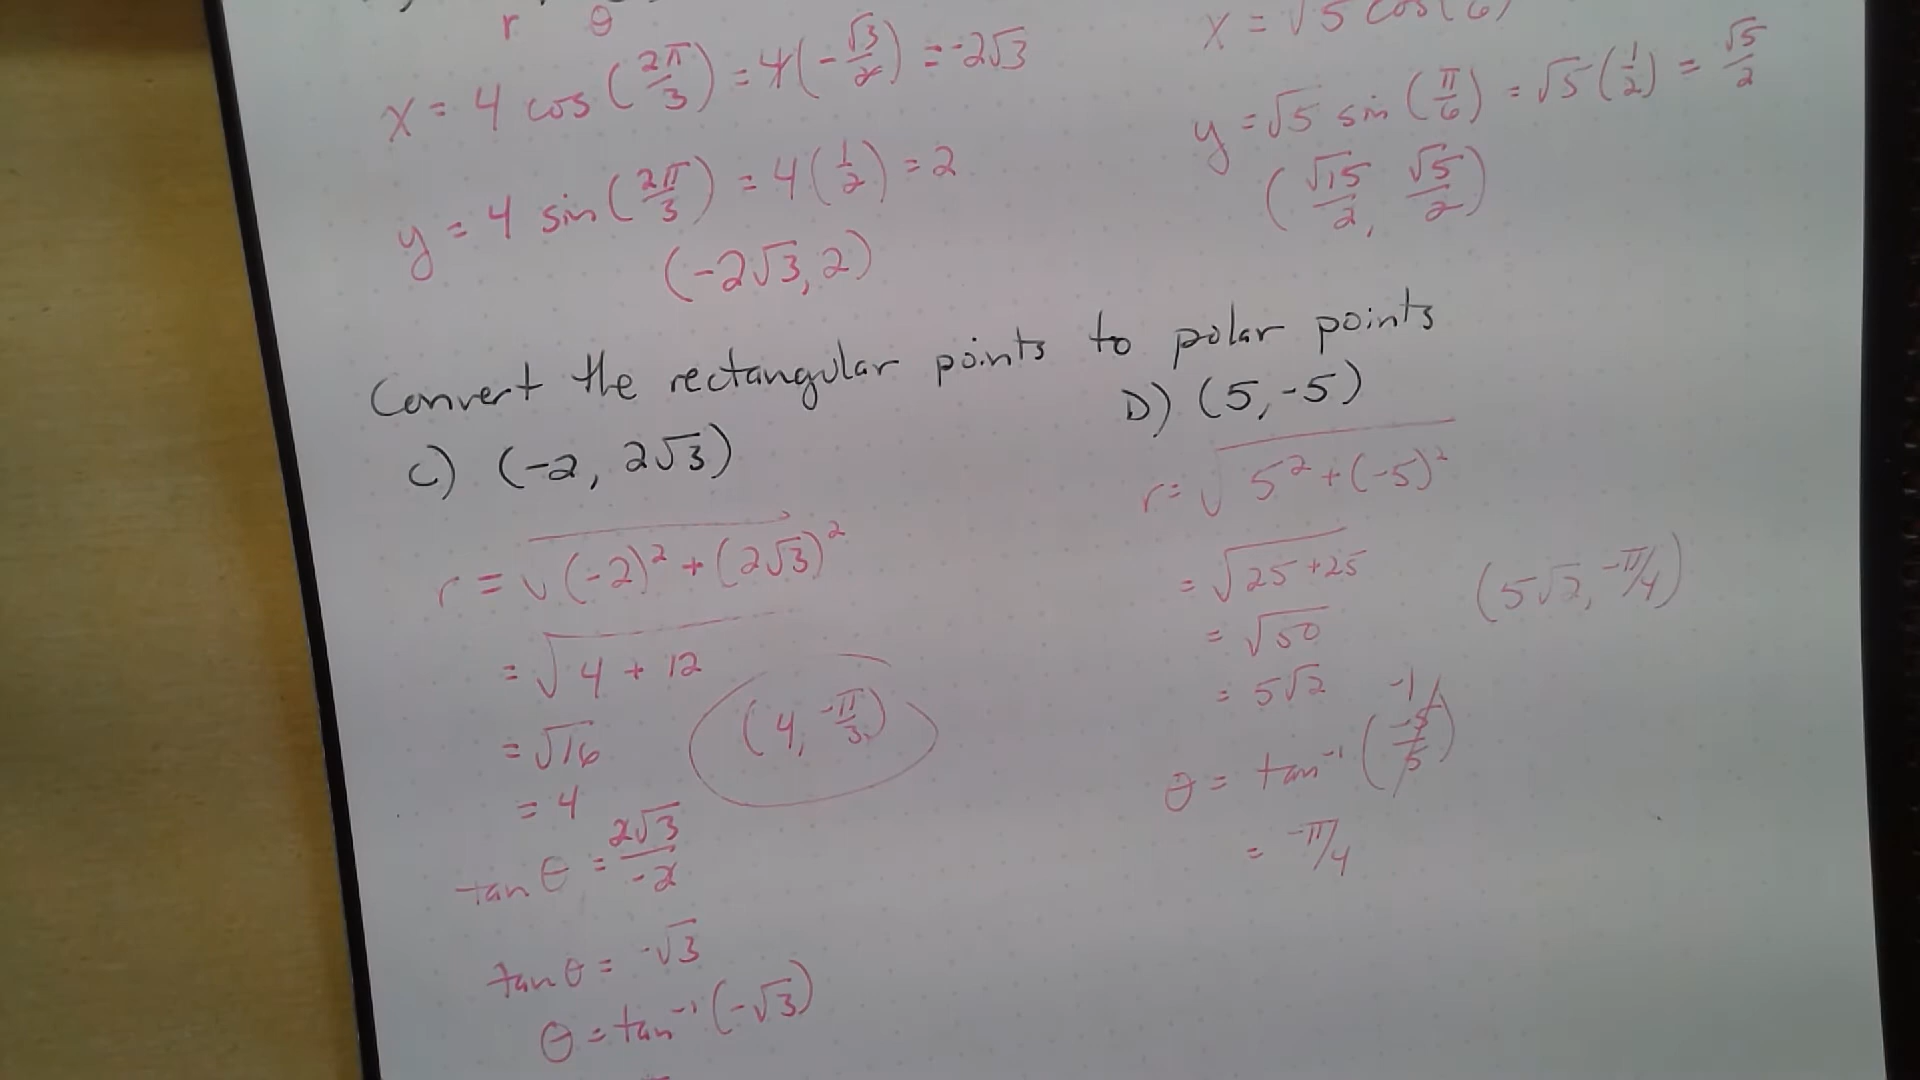 r θ
x = 4 cos (2π/3) = 4(-√3/2) = -2√3
y = 4 sin (2π/3) = 4(1/2) = 2
(-2√3, 2)
y = √5 sin (π/6) = √5 (1/2) = √5/2
(√15/2, √5/2)
Convert the rectangular points to polar points
C) (-2, 2√3)
r = √(-2)² + (2√3)²
= √4 + 12
= √16
= 4
(4, -π/3)
tan θ = 2√3/-2
tan θ = -√3
θ = tan⁻¹(-√3)
D) (5, -5)
r = √5² + (-5)²
= √25 + 25
= √50
= 5√2
(5√2, -π/4)
-1
θ = tan⁻¹ (-5/5)
= -π/4